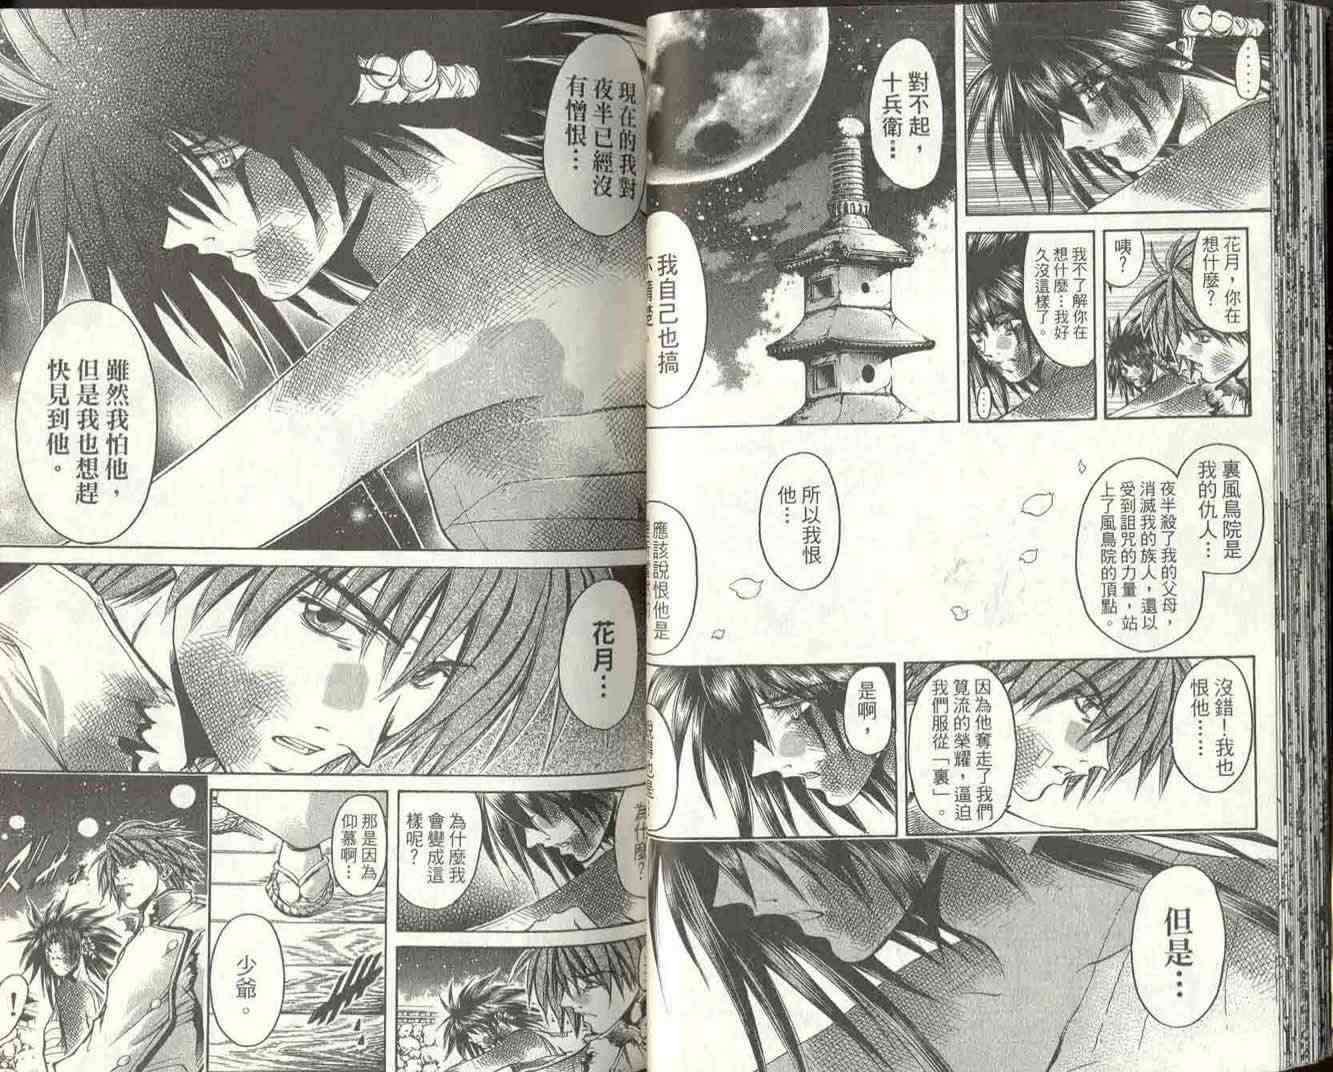 ……
花月，你在
想什麼？
咦？
我不了解你在
想什麼…我好
久沒這樣了。
…
對不起，
十兵衛…
我自己也搞
不清楚。
裏風鳥院是
我的仇人…
夜半殺了我的父母，
消滅我的族人，還以
受到詛咒的力量，站
上了風鳥院的頂點。
所以我恨
他…
應該說恨他是
沒錯！我也
恨他……
因為他奪走了我們
筧流的榮耀，逼迫
我們服從「裏」。
是啊，
但是…
現在的我對
夜半已經沒
有憎恨…
雖然我怕他，
但是我也想趕
快見到他。
花月…
為什麼？
為什麼我
會變成這
樣呢？
那是因為
仰慕啊…
少爺。
！